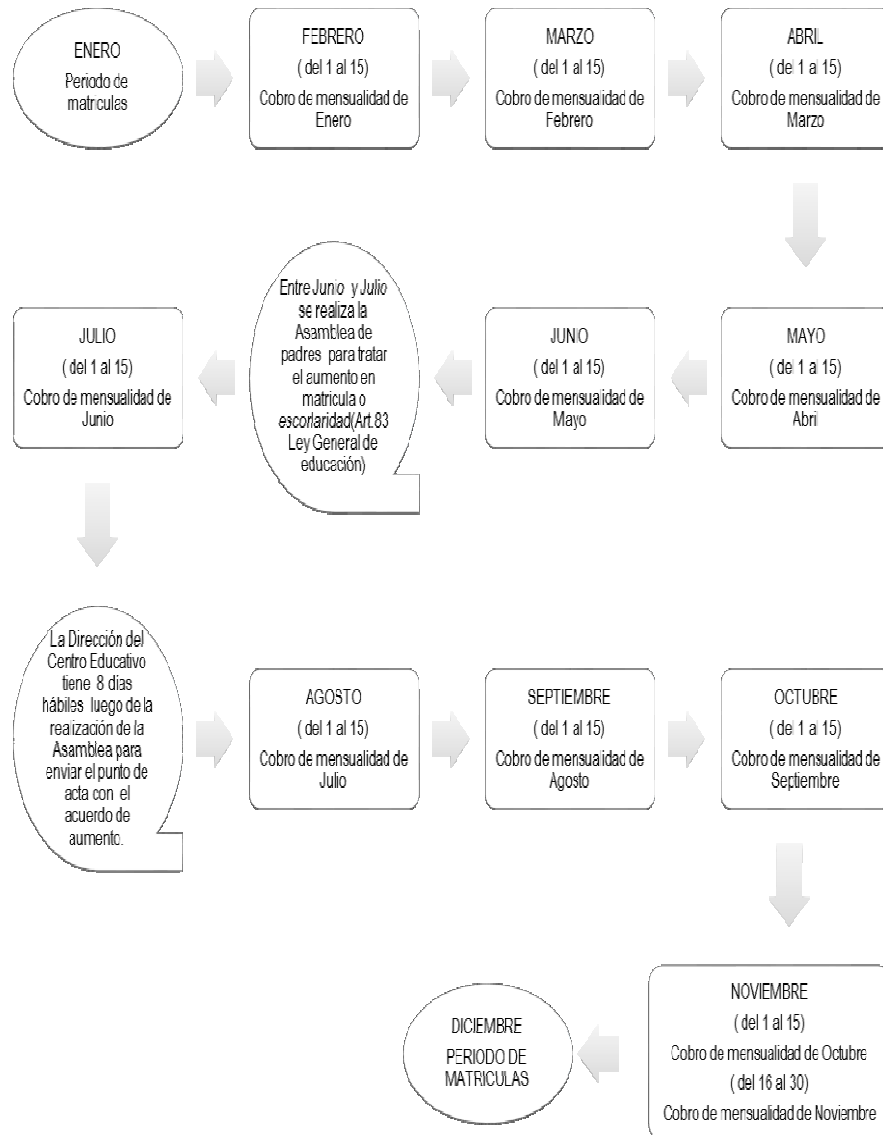 ENERO
Periodo de
matriculas
FEBRERO
( del 1 al 15)
Cobro de mensualidad de
Enero
MARZO
( del 1 al 15)
Cobro de mensualidad de
Febrero
ABRIL
( del 1 al 15)
Cobro de mensualidad de
Marzo
MAYO
( del 1 al 15)
Cobro de mensualidad de
Abril
JUNIO
( del 1 al 15)
Cobro de mensualidad de
Mayo
Entre Junio y Julio
se realiza la
Asamblea de
padres para tratar
el aumento en
matricula o
escorlaridad(Art.83
Ley General de
educación)
JULIO
( del 1 al 15)
Cobro de mensualidad de
Junio
La Dirección del
Centro Educativo
tiene 8 días
hábiles luego de la
realización de la
Asamblea para
enviar el punto de
acta con el
acuerdo de
aumento.
AGOSTO
( del 1 al 15)
Cobro de mensualidad de
Julio
SEPTIEMBRE
( del 1 al 15)
Cobro de mensualidad de
Agosto
OCTUBRE
( del 1 al 15)
Cobro de mensualidad de
Septiembre
NOVIEMBRE
( del 1 al 15)
Cobro de mensualidad de Octubre
( del 16 al 30)
Cobro de mensualidad de Noviembre
DICIEMBRE
PERIODO DE
MATRICULAS